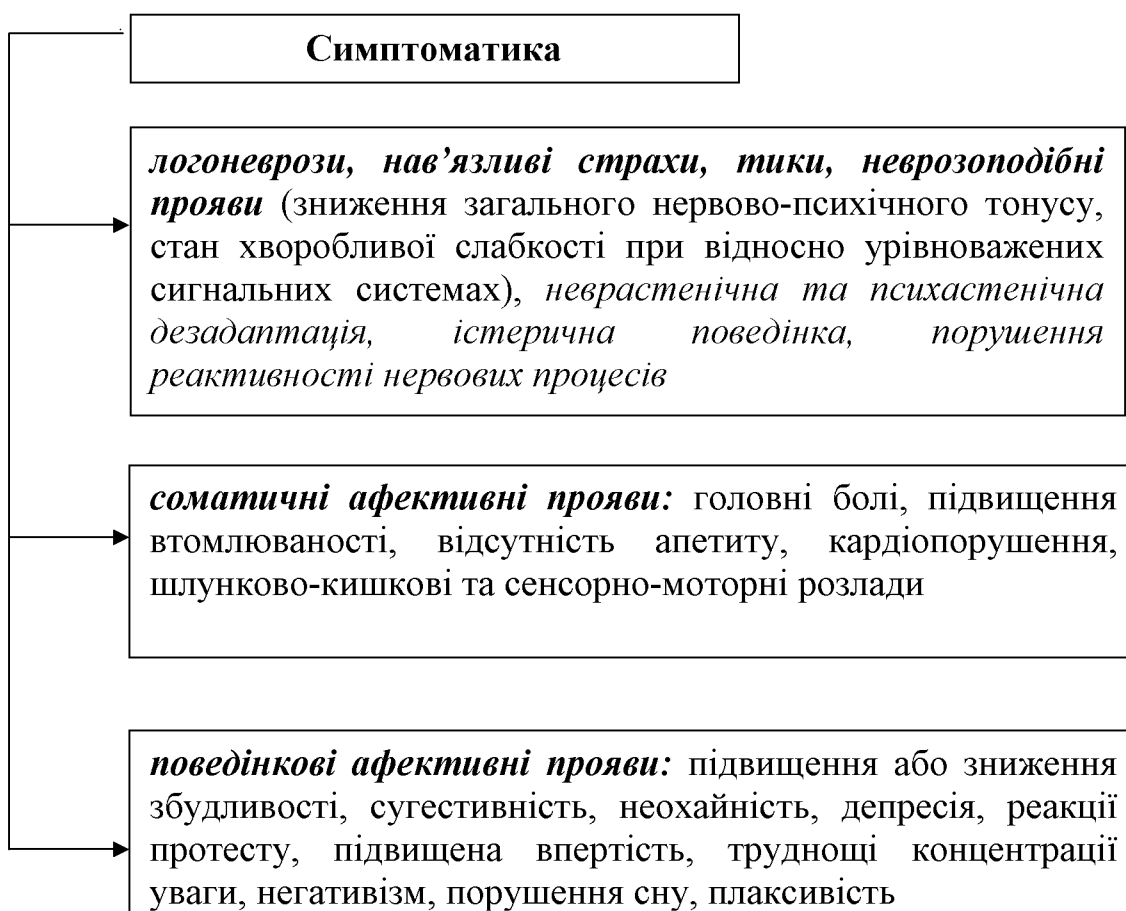 Симптоматика
логоневрози, нав’язливі страхи, тики, неврозоподібні
прояви (зниження загального нервово-психічного тонусу,
стан хворобливої слабкості при відносно урівноважених
сигнальних системах), неврастенічна та психастенічна
дезадаптація, істерична поведінка, порушення
реактивності нервових процесів
соматичні афективні прояви: головні болі, підвищення
втомлюваності, відсутність апетиту, кардіопорушення,
шлунково-кишкові та сенсорно-моторні розлади
поведінкові афективні прояви: підвищення або зниження
збудливості, сугестивність, неохайність, депресія, реакції
протесту, підвищена впертість, труднощі концентрації
уваги, негативізм, порушення сну, плаксивість